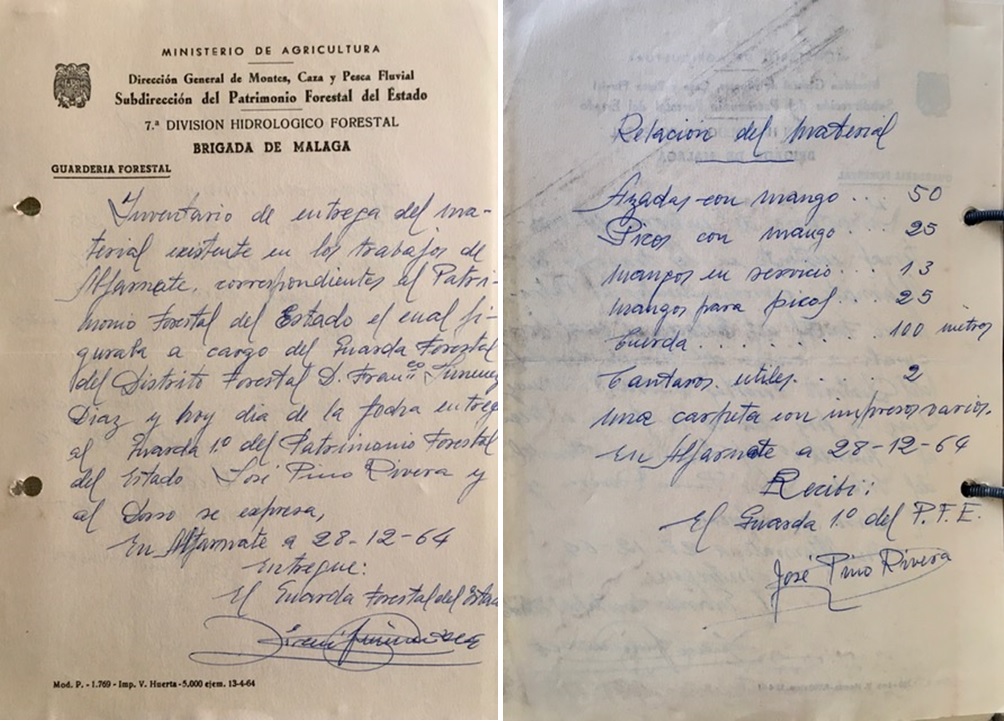 MINISTERIO DE AGRICULTURA
Dirección General de Montes, Caza y Pesca Fluvial
Subdirección del Patrimonio Forestal del Estado
7.ª DIVISION HIDROLOGICO FORESTAL
BRIGADA DE MALAGA
GUARDERIA FORESTAL
Inventario de entrega del ma-
terial existente en los trabajos de
Alfarnate, correspondientes al Patri-
monio Forestal del Estado el cual fi-
guraba a cargo del Guarda Forestal
del Distrito Forestal D. Franco Jimenez
Diaz y hoy dia de la fecha entrega
al Guarda 1º del Patrimonio Forestal
del Estado José Pino Rivera y
al Dorso se expresa,
En Alfarnate a 28-12-64
Entregue:
El Guarda Forestal del Estado
Mod. P. - 1.769 - Imp. V. Huerta - 5.000 ejem. 13-4-64
Relacion del material
Azadas con mango .. 50
Picos con mango ... 25
mangos en servicio ... 13
mangos para picos ... 25
Cuerda ......... 100 metros
Cantaros utiles .... 2
una carpeta con impresos varios.
En Alfarnate a 28-12-64
Recibi:
El Guarda 1.º del P.F.E.
José Pino Rivera